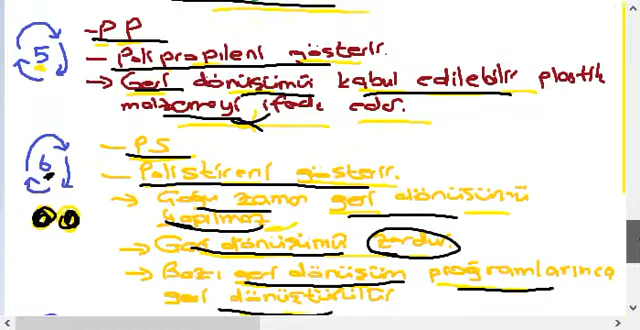 5
- PP
- Polipropileni gösterir.
→ Geri dönüşümü kabul edilebilir plastik
malzemeyi ifade eder.
6
- PS
- Polistireni gösterir.
→ Çoğu zaman geri dönüşümü
yapılmaz
→ Geri dönüşümü zordur.
→ Bazı geri dönüşüm programlarınca
geri dönüştürülür